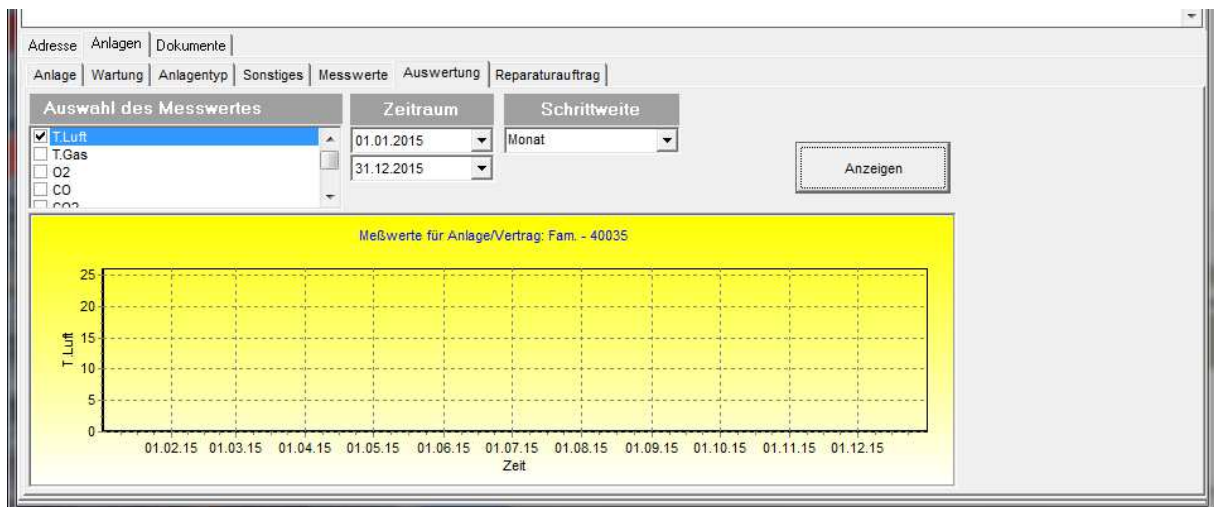 Adresse Anlagen Dokumente
Anlage Wartung Anlagentyp Sonstiges Messwerte Auswertung Reparaturauftrag
Auswahl des Messwertes Zeitraum Schrittweite
T.Luft 01.01.2015 Monat
T.Gas
O2 31.12.2015 Anzeigen
CO
CO2
Meßwerte für Anlage/Vertrag: Fam. - 40035
25
20
15
10
5
0
T.Luft
01.02.15 01.03.15 01.04.15 01.05.15 01.06.15 01.07.15 01.08.15 01.09.15 01.10.15 01.11.15 01.12.15
Zeit